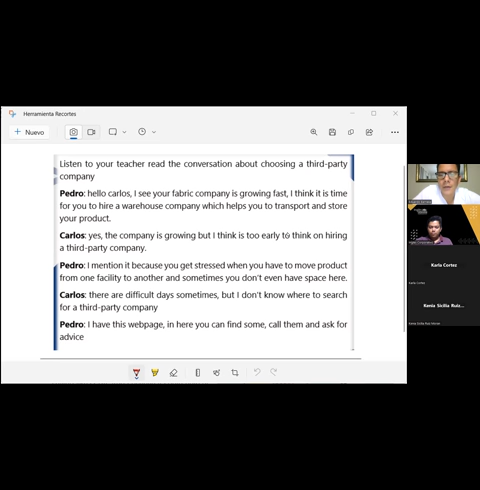 Herramienta Recortes
+ Nuevo
Listen to your teacher read the conversation about choosing a third-party
company
Pedro: hello carlos, I see your fabric company is growing fast, I think it is time
for you to hire a warehouse company which helps you to transport and store
your product.
Carlos: yes, the company is growing but I think is too early to think on hiring
a third-party company.
Pedro: I mention it because you get stressed when you have to move product
from one facility to another and sometimes you don't even have space here.
Carlos: there are difficult days sometimes, but I don't know where to search
for a third-party company
Pedro: I have this webpage, in here you can find some, call them and ask for
advice
Karla Cortez
Karla Cortez
Kenia Sicilia Ruiz...